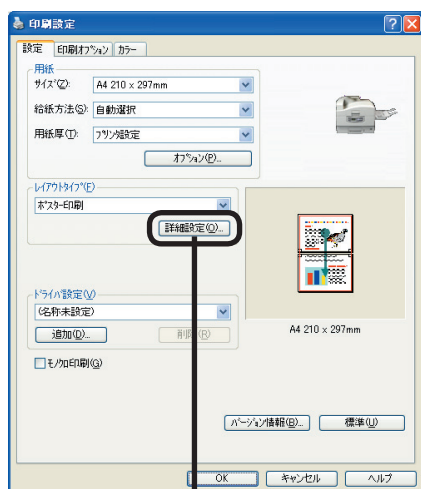 印刷設定
設定 印刷オプション カラー
用紙
サイズ(Z): A4 210 x 297mm
給紙方法(S): 自動選択
用紙厚(T): プリンタ設定
オプション(P)...
レイアウトタイプ(E)
ポスター印刷
詳細設定(O)...
ドライバ設定(V)
(名称未設定)
追加(D)... 削除(R)
A4 210 x 297mm
モノクロ印刷(G)
バージョン情報(B)... 標準(U)
OK キャンセル ヘルプ